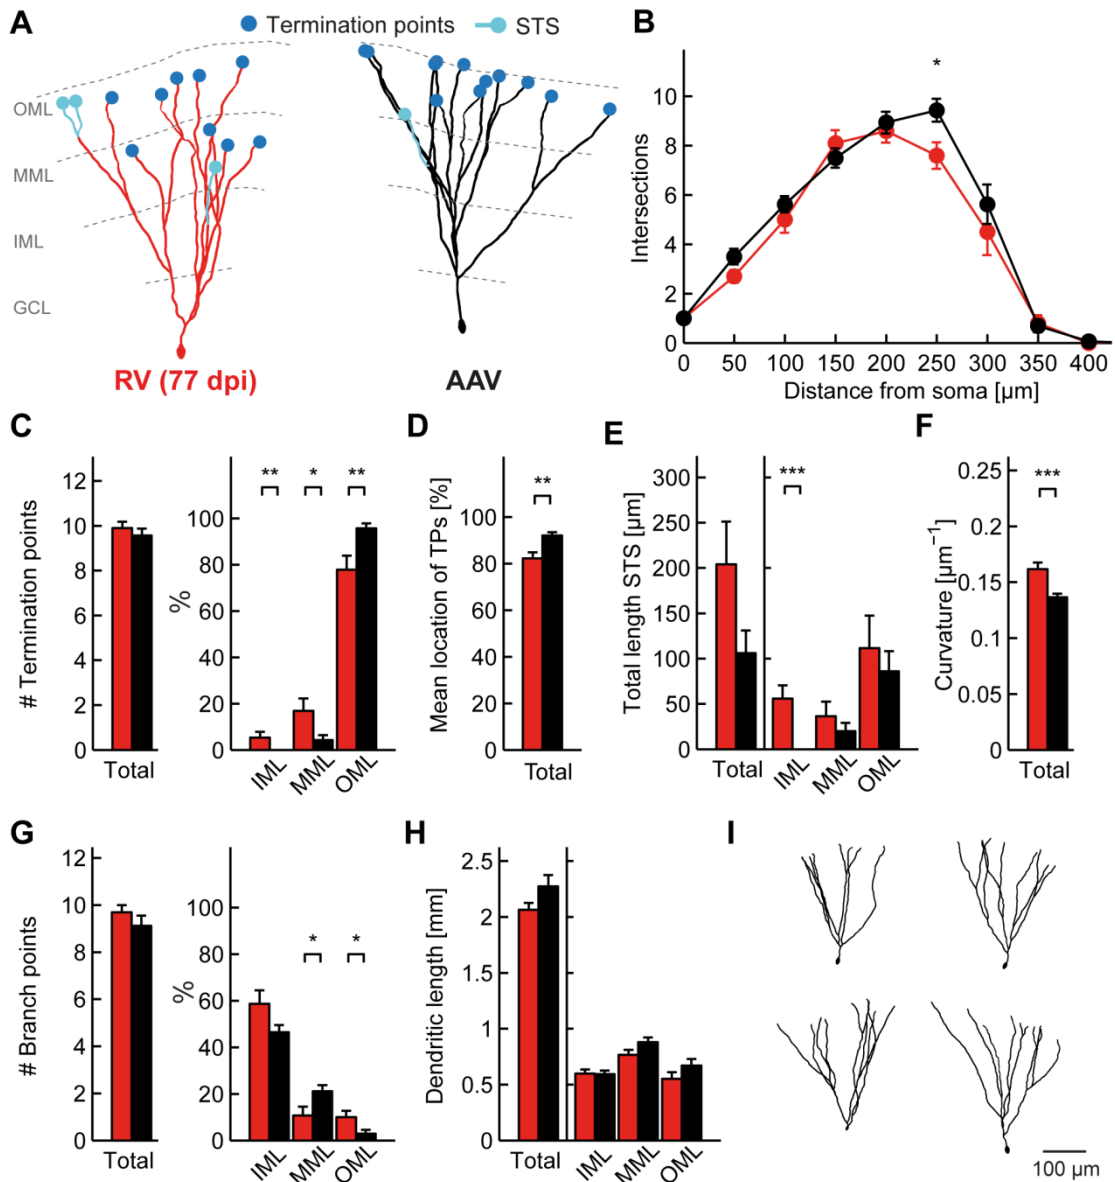 A
Termination points
STS
OML
MML
IML
GCL
RV (77 dpi)
AAV
B
*
Intersections
10
8
6
4
2
0
0 50 100 150 200 250 300 350 400
Distance from soma [µm]
C
# Termination points
12
10
8
6
4
2
0
Total
%
100
80
60
40
20
0
** * **
IML MML OML
D
Mean location of TPs [%]
100
80
60
40
20
0
**
Total
E
Total length STS [µm]
300
250
200
150
100
50
0
***
Total IML MML OML
F
Curvature [µm⁻¹]
0.25
0.2
0.15
0.1
0.05
0
***
Total
G
# Branch points
12
10
8
6
4
2
0
Total
%
100
80
60
40
20
0
* *
IML MML OML
H
Dendritic length [mm]
2.5
2
1.5
1
0.5
0
Total IML MML OML
I
100 µm